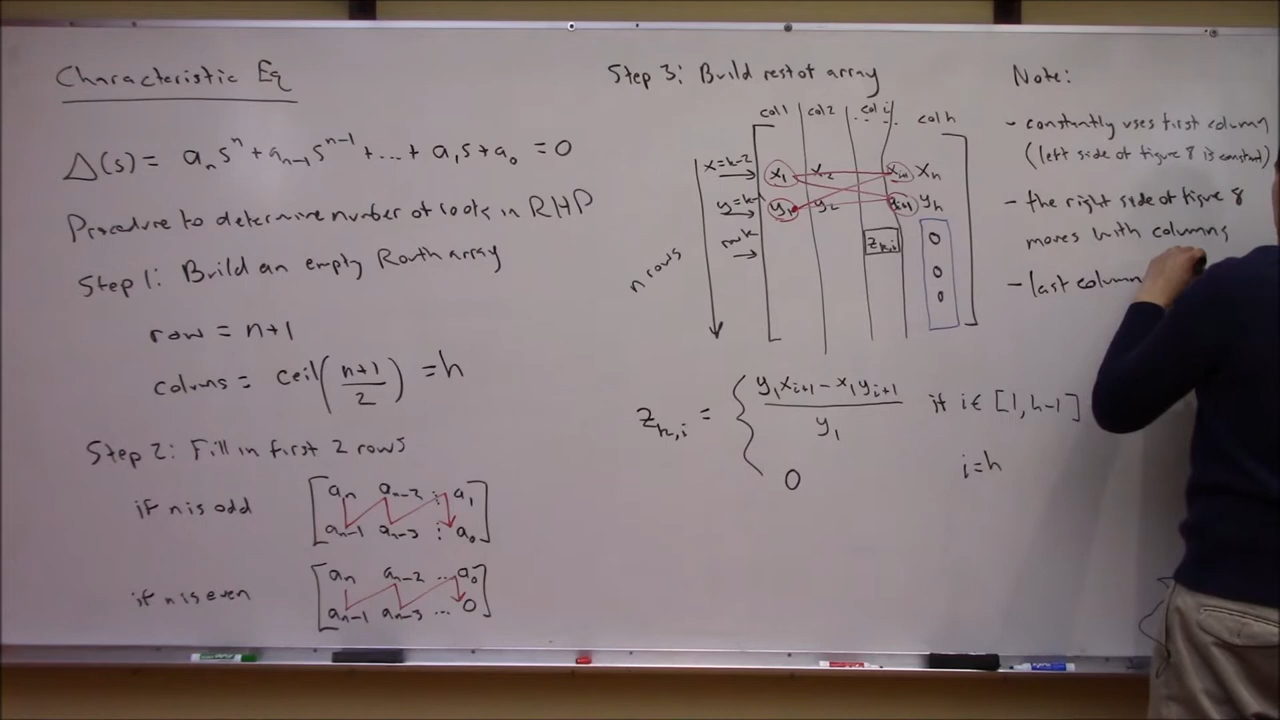 Characteristic Eq
Δ(s) = aₙsⁿ + aₙ₋₁sⁿ⁻¹ + ... + a₁s + a₀ = 0
Procedure to determine number of roots in RHP
Step 1: Build an empty Routh array
row = n+1
colums = ceil((n+1)/2) = h
Step 2: Fill in first 2 rows
if n is odd
aₙ aₙ₋₂ : a₁
aₙ₋₁ aₙ₋₃ : a₀
if n is even
aₙ aₙ₋₂ ... a₀
aₙ₋₁ aₙ₋₃ ... 0
Step 3: Build rest of array
col 1 col 2 col i col h
x=k-2 x₁ x₂ xᵢ₊₁ xₕ
y=k- y₁ y₂ yᵢ₊₁ yₕ
row k zₖ,ᵢ 0
0
0
n rows
zₖ,ᵢ = { (y₁xᵢ₊₁ - x₁yᵢ₊₁)/y₁ if i ∈ [1, h-1]
0 i=h
Note:
- constantly uses first column
(left side of figure 8 is constant)
- the right side of figure 8
moves with columns
- last column